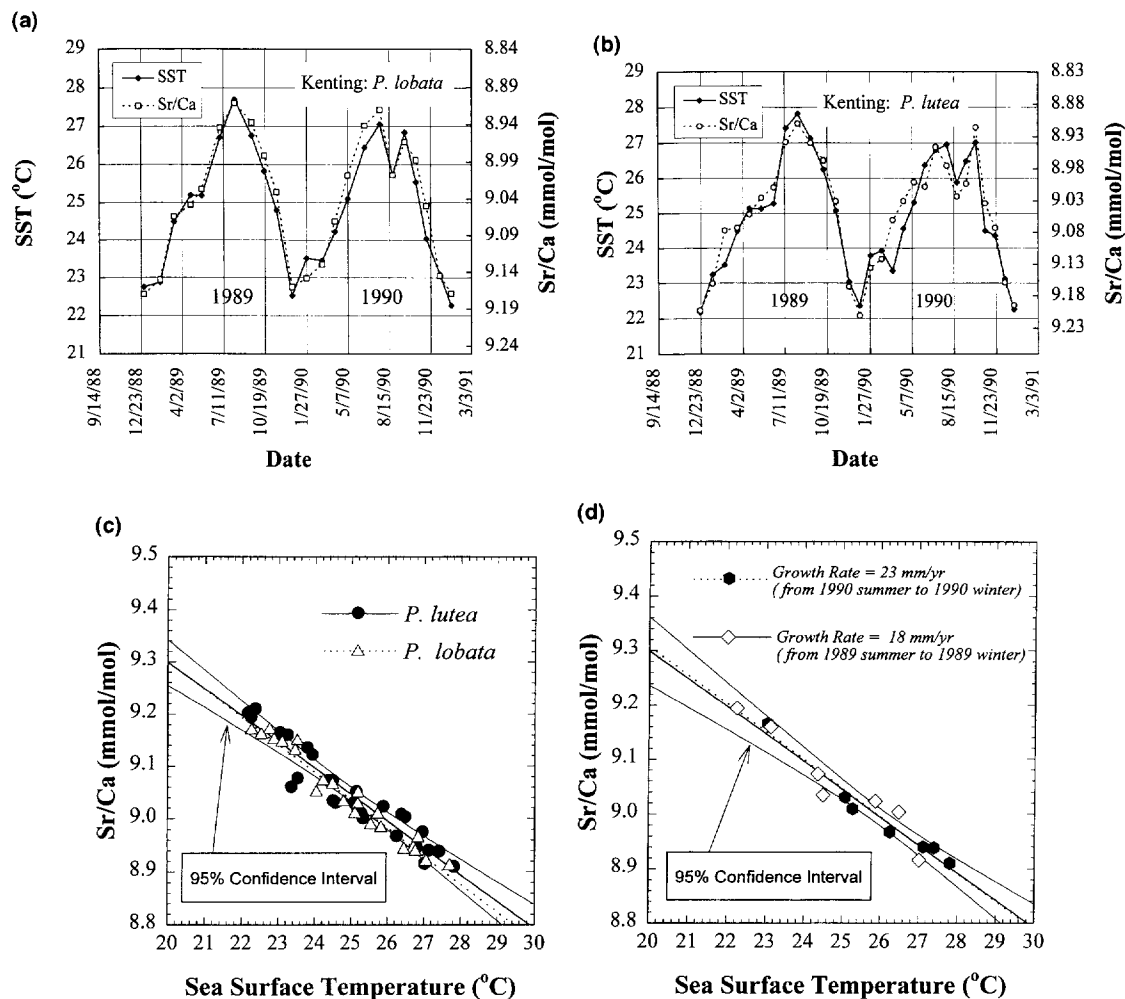 (a)
29
28
27
26
25
24
23
22
21
SST (°C)
SST
Sr/Ca
Kenting: P. lobata
1989
1990
8.84
8.89
8.94
8.99
9.04
9.09
9.14
9.19
9.24
Sr/Ca (mmol/mol)
9/14/88
12/23/88
4/2/89
7/11/89
10/19/89
1/27/90
5/7/90
8/15/90
11/23/90
3/3/91
Date
(b)
29
28
27
26
25
24
23
22
21
SST (°C)
SST
Sr/Ca
Kenting: P. lutea
1989
1990
8.83
8.88
8.93
8.98
9.03
9.08
9.13
9.18
9.23
Sr/Ca (mmol/mol)
9/14/88
12/23/88
4/2/89
7/11/89
10/19/89
1/27/90
5/7/90
8/15/90
11/23/90
3/3/91
Date
(c)
9.5
9.4
9.3
9.2
9.1
9.0
8.9
8.8
Sr/Ca (mmol/mol)
P. lutea
P. lobata
95% Confidence Interval
20 21 22 23 24 25 26 27 28 29 30
Sea Surface Temperature (°C)
(d)
9.5
9.4
9.3
9.2
9.1
9.0
8.9
8.8
Sr/Ca (mmol/mol)
Growth Rate = 23 mm/yr
( from 1990 summer to 1990 winter)
Growth Rate = 18 mm/yr
( from 1989 summer to 1989 winter)
95% Confidence Interval
20 21 22 23 24 25 26 27 28 29 30
Sea Surface Temperature (°C)